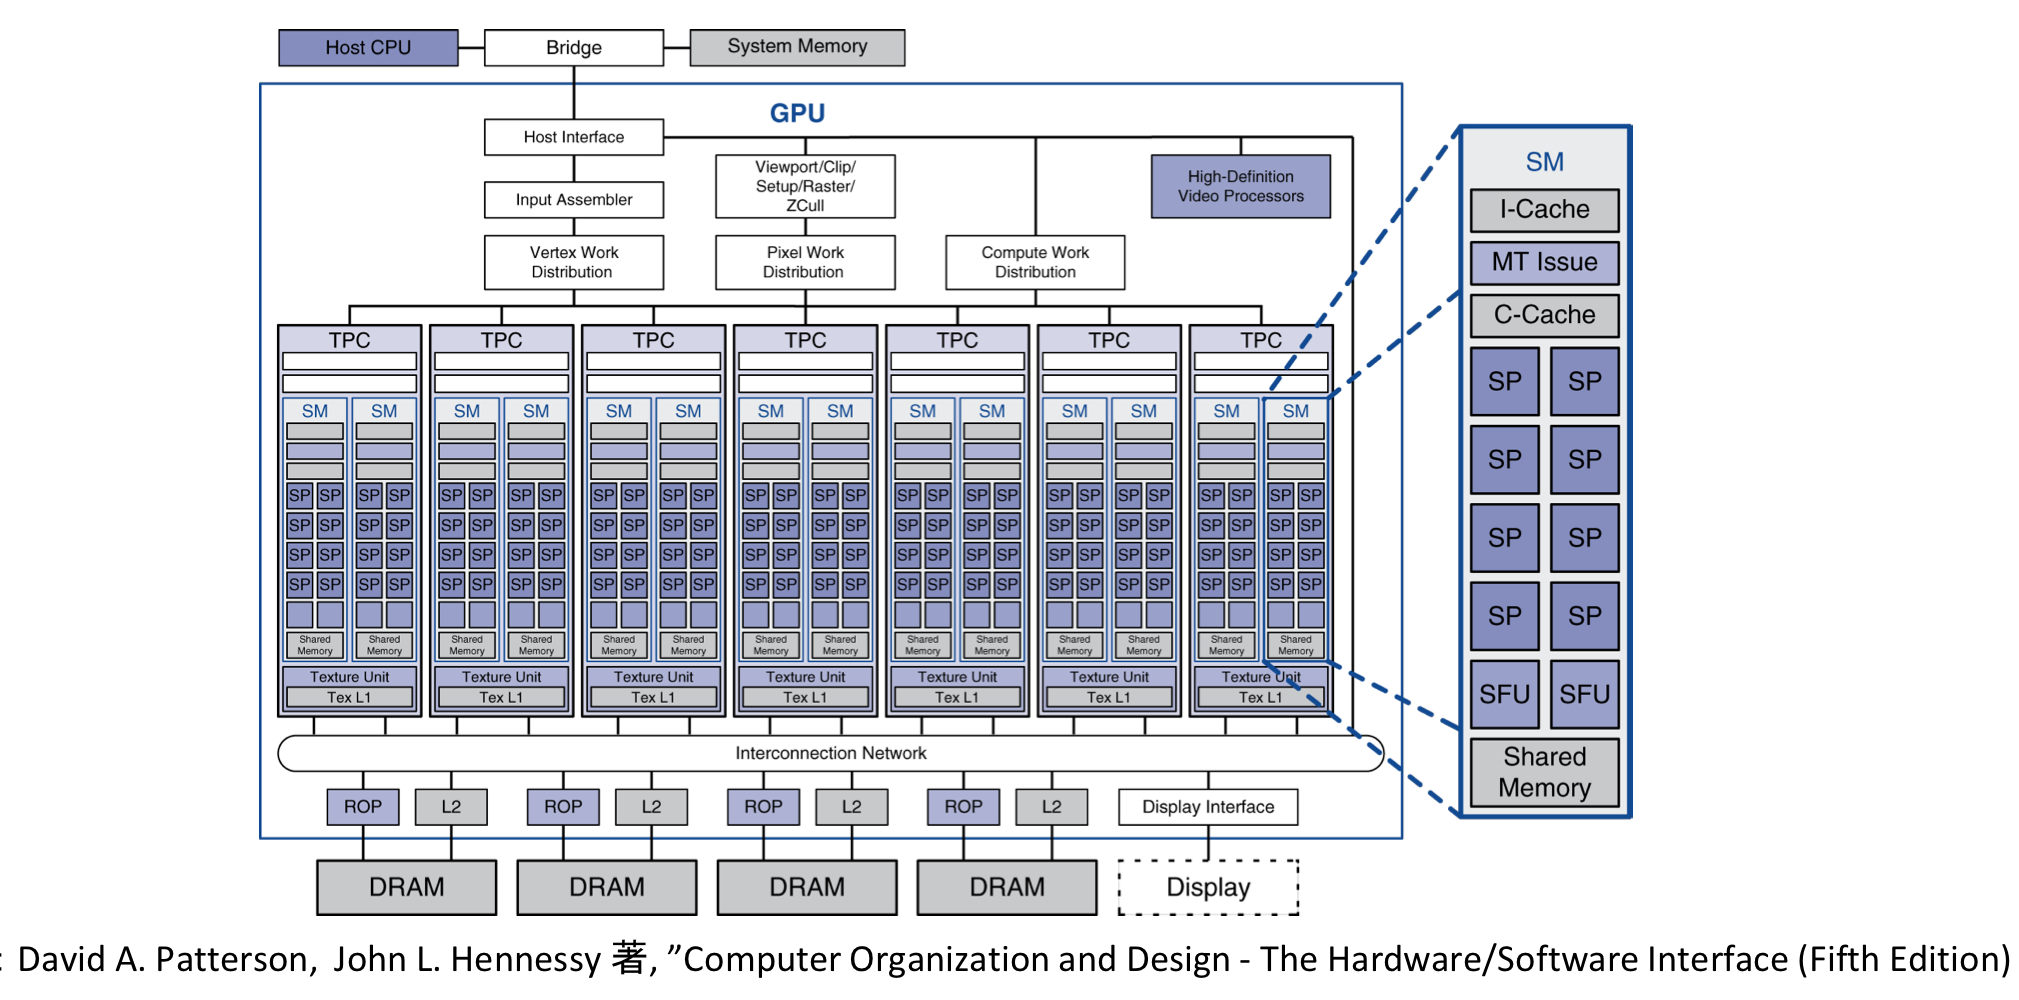 Host CPU
Bridge
System Memory
GPU
Host Interface
Viewport/Clip/
Setup/Raster/
ZCull
High-Definition
Video Processors
Input Assembler
Vertex Work
Distribution
Pixel Work
Distribution
Compute Work
Distribution
TPC TPC TPC TPC TPC TPC TPC
SM SM SM SM SM SM SM SM SM SM SM SM SM SM
SP SP SP SP SP SP SP SP SP SP SP SP SP SP SP SP SP SP SP SP SP SP SP SP SP SP SP SP
SP SP SP SP SP SP SP SP SP SP SP SP SP SP SP SP SP SP SP SP SP SP SP SP SP SP SP SP
SP SP SP SP SP SP SP SP SP SP SP SP SP SP SP SP SP SP SP SP SP SP SP SP SP SP SP SP
SP SP SP SP SP SP SP SP SP SP SP SP SP SP SP SP SP SP SP SP SP SP SP SP SP SP SP SP
Shared Shared Shared Shared Shared Shared Shared Shared Shared Shared Shared Shared Shared Shared
Memory Memory Memory Memory Memory Memory Memory Memory Memory Memory Memory Memory Memory Memory
Texture Unit Texture Unit Texture Unit Texture Unit Texture Unit Texture Unit Texture Unit
Tex L1 Tex L1 Tex L1 Tex L1 Tex L1 Tex L1 Tex L1
Interconnection Network
ROP L2 ROP L2 ROP L2 ROP L2 Display Interface
DRAM DRAM DRAM DRAM Display
SM
I-Cache
MT Issue
C-Cache
SP SP
SP SP
SP SP
SP SP
SFU SFU
Shared
Memory
: David A. Patterson, John L. Hennessy 著, ”Computer Organization and Design - The Hardware/Software Interface (Fifth Edition)